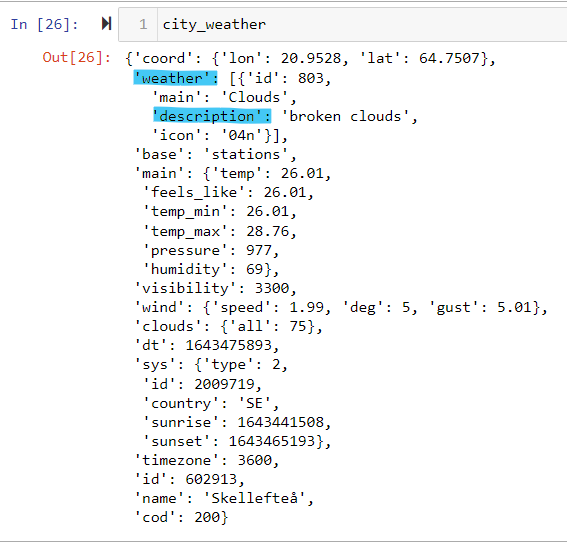 In [26]: 1 city_weather
Out[26]: {'coord': {'lon': 20.9528, 'lat': 64.7507},
'weather': [{'id': 803,
'main': 'Clouds',
'description': 'broken clouds',
'icon': '04n'}],
'base': 'stations',
'main': {'temp': 26.01,
'feels_like': 26.01,
'temp_min': 26.01,
'temp_max': 28.76,
'pressure': 977,
'humidity': 69},
'visibility': 3300,
'wind': {'speed': 1.99, 'deg': 5, 'gust': 5.01},
'clouds': {'all': 75},
'dt': 1643475893,
'sys': {'type': 2,
'id': 2009719,
'country': 'SE',
'sunrise': 1643441508,
'sunset': 1643465193},
'timezone': 3600,
'id': 602913,
'name': 'Skellefteå',
'cod': 200}